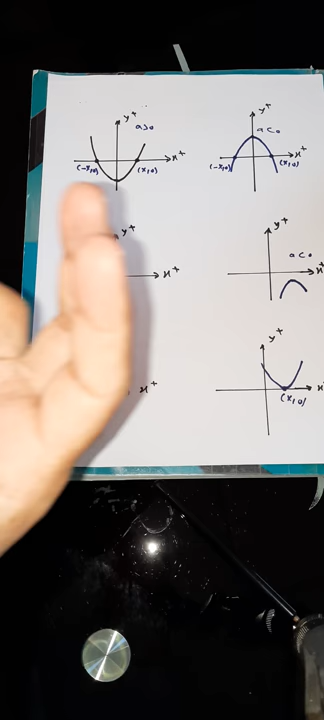 y+
a>0
x+
(-x,0)
(x,0)
y+
a<0
x+
(-x,0)
(x,0)
y+
x+
y+
a<0
x+
x+
y+
x+
(x,0)